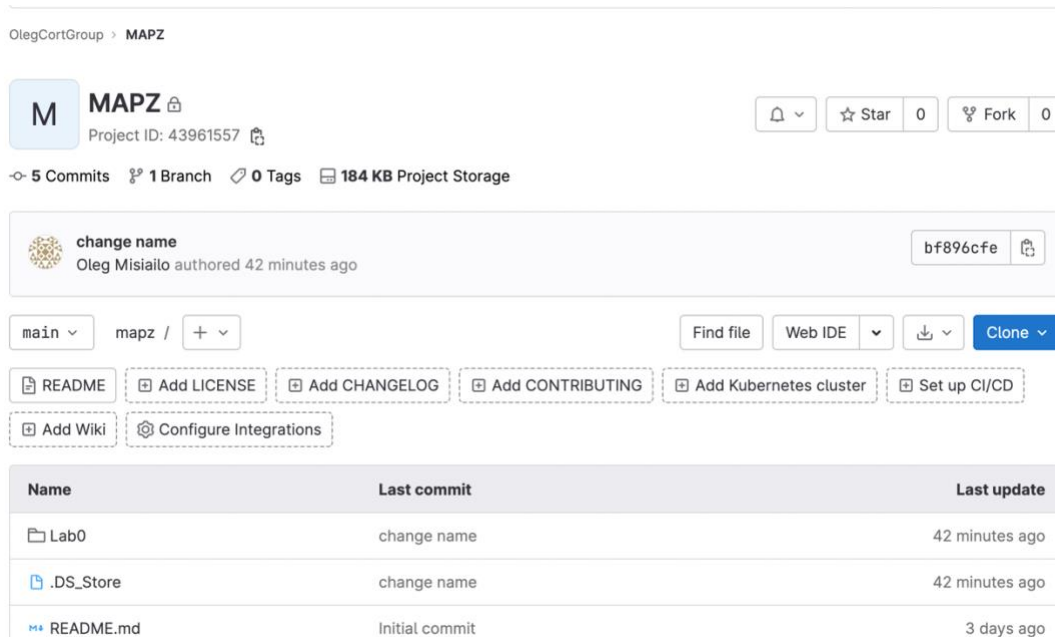 OlegCortGroup > MAPZ
M
MAPZ
Project ID: 43961557
Star 0 Fork 0
5 Commits 1 Branch 0 Tags 184 KB Project Storage
change name
Oleg Misiailo authored 42 minutes ago
bf896cfe
main mapz / + Find file Web IDE Clone
README Add LICENSE Add CHANGELOG Add CONTRIBUTING Add Kubernetes cluster Set up CI/CD
Add Wiki Configure Integrations
Name Last commit Last update
Lab0 change name 42 minutes ago
.DS_Store change name 42 minutes ago
README.md Initial commit 3 days ago